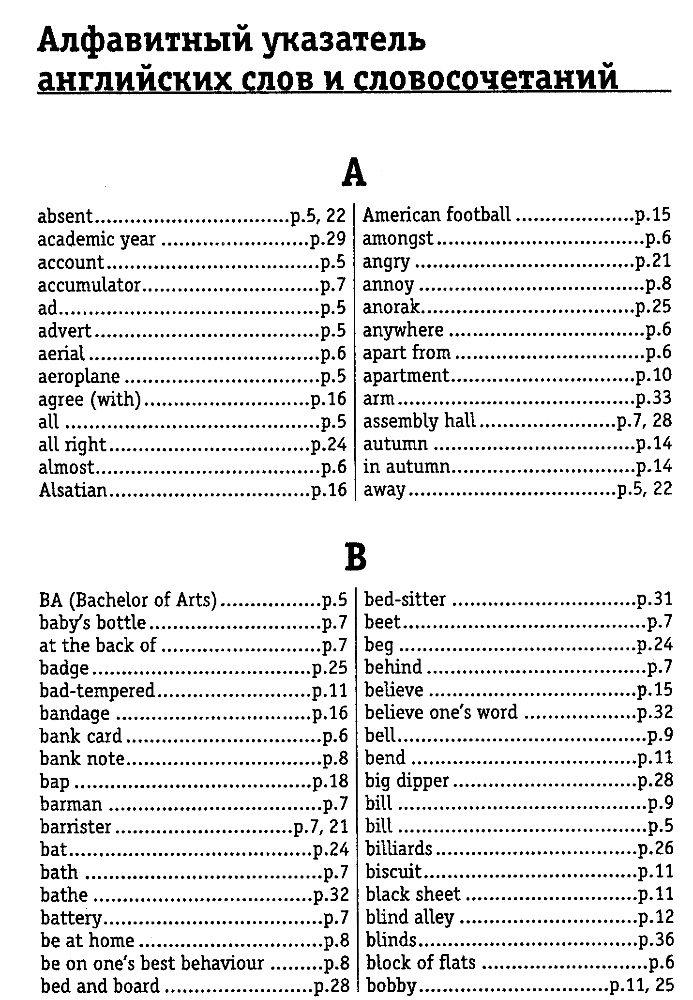 Алфавитный указатель
английских слов и словосочетаний
A
absent.................................p.5, 22
academic year .........................p.29
account....................................p.5
accumulator..............................p.7
ad............................................p.5
advert......................................p.5
aerial.......................................p.6
aeroplane .................................p.5
agree (with)............................p.16
all ...........................................p.5
all right..................................p.24
almost......................................p.6
Alsatian..................................p.16
American football ....................p.15
amongst...................................p.6
angry .....................................p.21
annoy ......................................p.8
anorak....................................p.25
anywhere .................................p.6
apart from ................................p.6
apartment...............................p.10
arm........................................p.33
assembly hall.......................p.7, 28
autumn ..................................p.14
in autumn...............................p.14
away...................................p.5, 22
B
BA (Bachelor of Arts).................p.5
baby's bottle.............................p.7
at the back of ...........................p.7
badge.....................................p.25
bad-tempered..........................p.11
bandage .................................p.16
bank card.................................p.6
bank note.................................p.8
bap ........................................p.18
barman ....................................p.7
barrister..............................p.7, 21
bat.........................................p.24
bath ........................................p.7
bathe .....................................p.32
battery.....................................p.7
be at home...............................p.8
be on one's best behaviour .........p.8
bed and board .........................p.28
bed-sitter ...............................p.31
beet.........................................p.7
beg ........................................p.24
behind .....................................p.7
believe ...................................p.15
believe one's word ...................p.32
bell..........................................p.9
bend ......................................p.11
big dipper...............................p.28
bill ..........................................p.9
bill ..........................................p.5
billiards..................................p.26
biscuit....................................p.11
black sheet .............................p.11
blind alley ..............................p.12
blinds.....................................p.36
block of flats ............................p.6
bobby................................p.11, 25